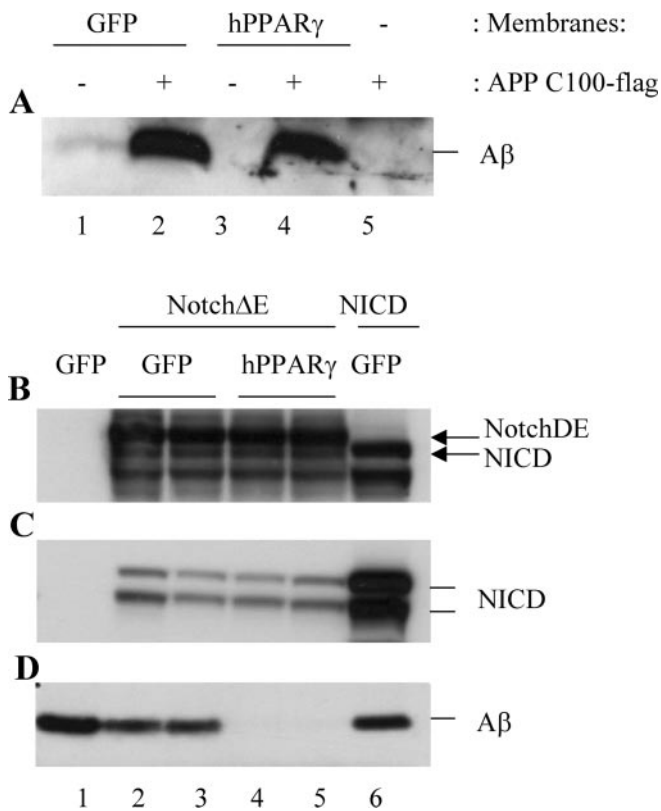 GFP hPPARγ - : Membranes:
- + - + + : APP C100-flag
A
Aβ
1 2 3 4 5
NotchΔE NICD
GFP GFP hPPARγ GFP
B
NotchDE
NICD
C
NICD
D
Aβ
1 2 3 4 5 6